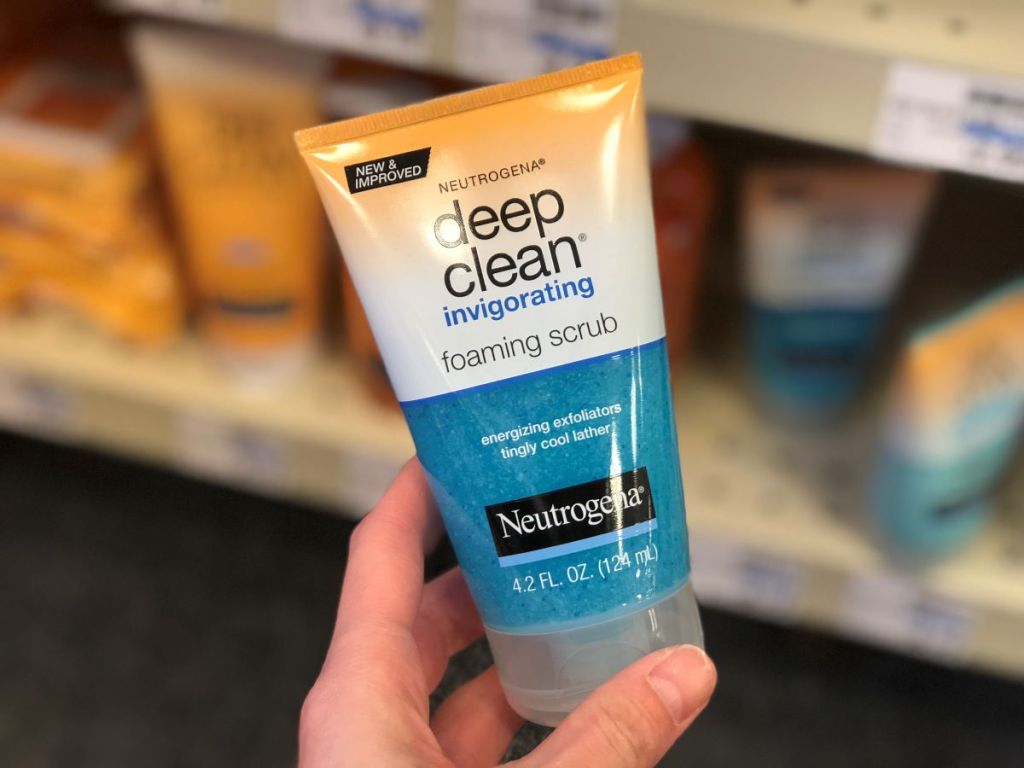 NEW &
IMPROVED
NEUTROGENA®
deep
clean®
invigorating
foaming scrub
energizing exfoliators
tingly cool lather
Neutrogena®
4.2 FL. OZ. (124 mL)